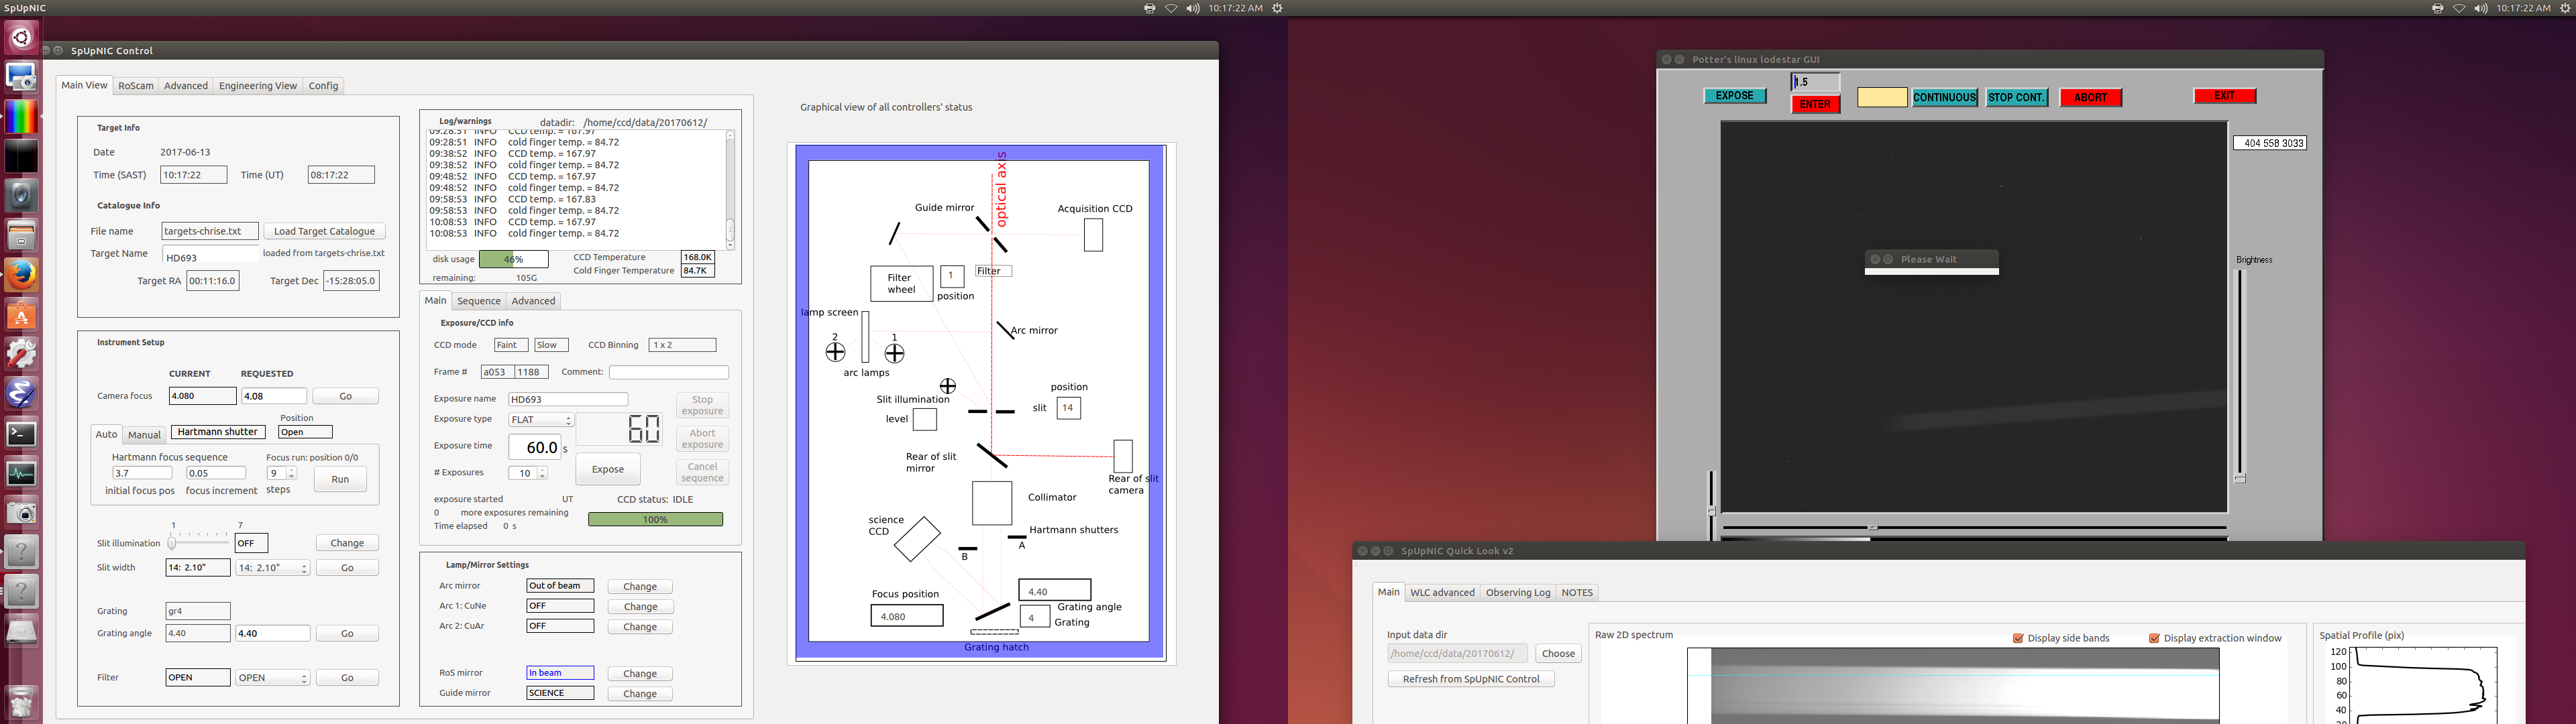 SpUpNIC
10:17:22 AM
10:17:22 AM
SpUpNIC Control
Main View RoScam Advanced Engineering View Config
Target Info
Date 2017-06-13
Time (SAST) 10:17:22 Time (UT) 08:17:22
Catalogue Info
File name targets-chrise.txt Load Target Catalogue
Target Name HD693 loaded from targets-chrise.txt
Target RA 00:11:16.0 Target Dec -15:28:05.0
Instrument Setup
CURRENT REQUESTED
Camera focus 4.080 4.08 Go
Position
Auto Manual Hartmann shutter Open
Hartmann focus sequence Focus run: position 0/0
3.7 0.05 9 Run
initial focus pos focus increment steps
1 7
Slit illumination OFF Change
Slit width 14: 2.10" 14: 2.10" Go
Grating gr4
Grating angle 4.40 4.40 Go
Filter OPEN OPEN Go
Log/warnings datadir: /home/ccd/data/20170612/
09:28:51 INFO CCD temp. = 167.97
09:28:51 INFO cold finger temp. = 84.72
09:38:52 INFO CCD temp. = 167.97
09:38:52 INFO cold finger temp. = 84.72
09:48:52 INFO CCD temp. = 167.97
09:48:52 INFO cold finger temp. = 84.72
09:58:53 INFO CCD temp. = 167.83
09:58:53 INFO cold finger temp. = 84.72
10:08:53 INFO CCD temp. = 167.97
10:08:53 INFO cold finger temp. = 84.72
disk usage 46% CCD Temperature 168.0K
Cold Finger Temperature 84.7K
remaining: 105G
Main Sequence Advanced
Exposure/CCD info
CCD mode Faint Slow CCD Binning 1 x 2
Frame # a053 1188 Comment:
Exposure name HD693 Stop exposure
Exposure type FLAT 60 Abort exposure
Exposure time 60.0 s
# Exposures 10 Expose Cancel sequence
exposure started UT CCD status: IDLE
0 more exposures remaining 100%
Time elapsed 0 s
Lamp/Mirror Settings
Arc mirror Out of beam Change
Arc 1: CuNe OFF Change
Arc 2: CuAr OFF Change
RoS mirror In beam Change
Guide mirror SCIENCE Change
Graphical view of all controllers' status
optical axis
Guide mirror Acquisition CCD
Filter wheel 1 Filter
position
lamp screen
Arc mirror
2 1
arc lamps
position
Slit illumination
level slit 14
Rear of slit mirror
Rear of slit camera
Collimator
science CCD
Hartmann shutters
B A
Focus position 4.40
4.080 Grating angle
4 Grating
Grating hatch
Potter's linux lodestar GUI
1.5
EXPOSE ENTER CONTINUOUS STOP CONT. ABORT EXIT
404 558 3033
Please Wait
Brightness
SpUpNIC Quick Look v2
Main WLC advanced Observing Log NOTES
Input data dir
/home/ccd/data/20170612/ Choose
Refresh from SpUpNIC Control
Raw 2D spectrum Display side bands Display extraction window
Spatial Profile (pix)
120
100
80
60
40